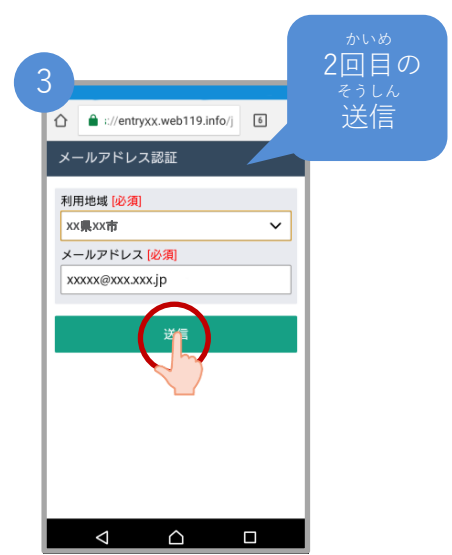 3
かいめ
2回目の
そうしん
送信
://entryxx.web119.info/j
6
メールアドレス認証
利用地域 [必須]
xx県xx市
メールアドレス [必須]
xxxxx@xxx.xxx.jp
送信